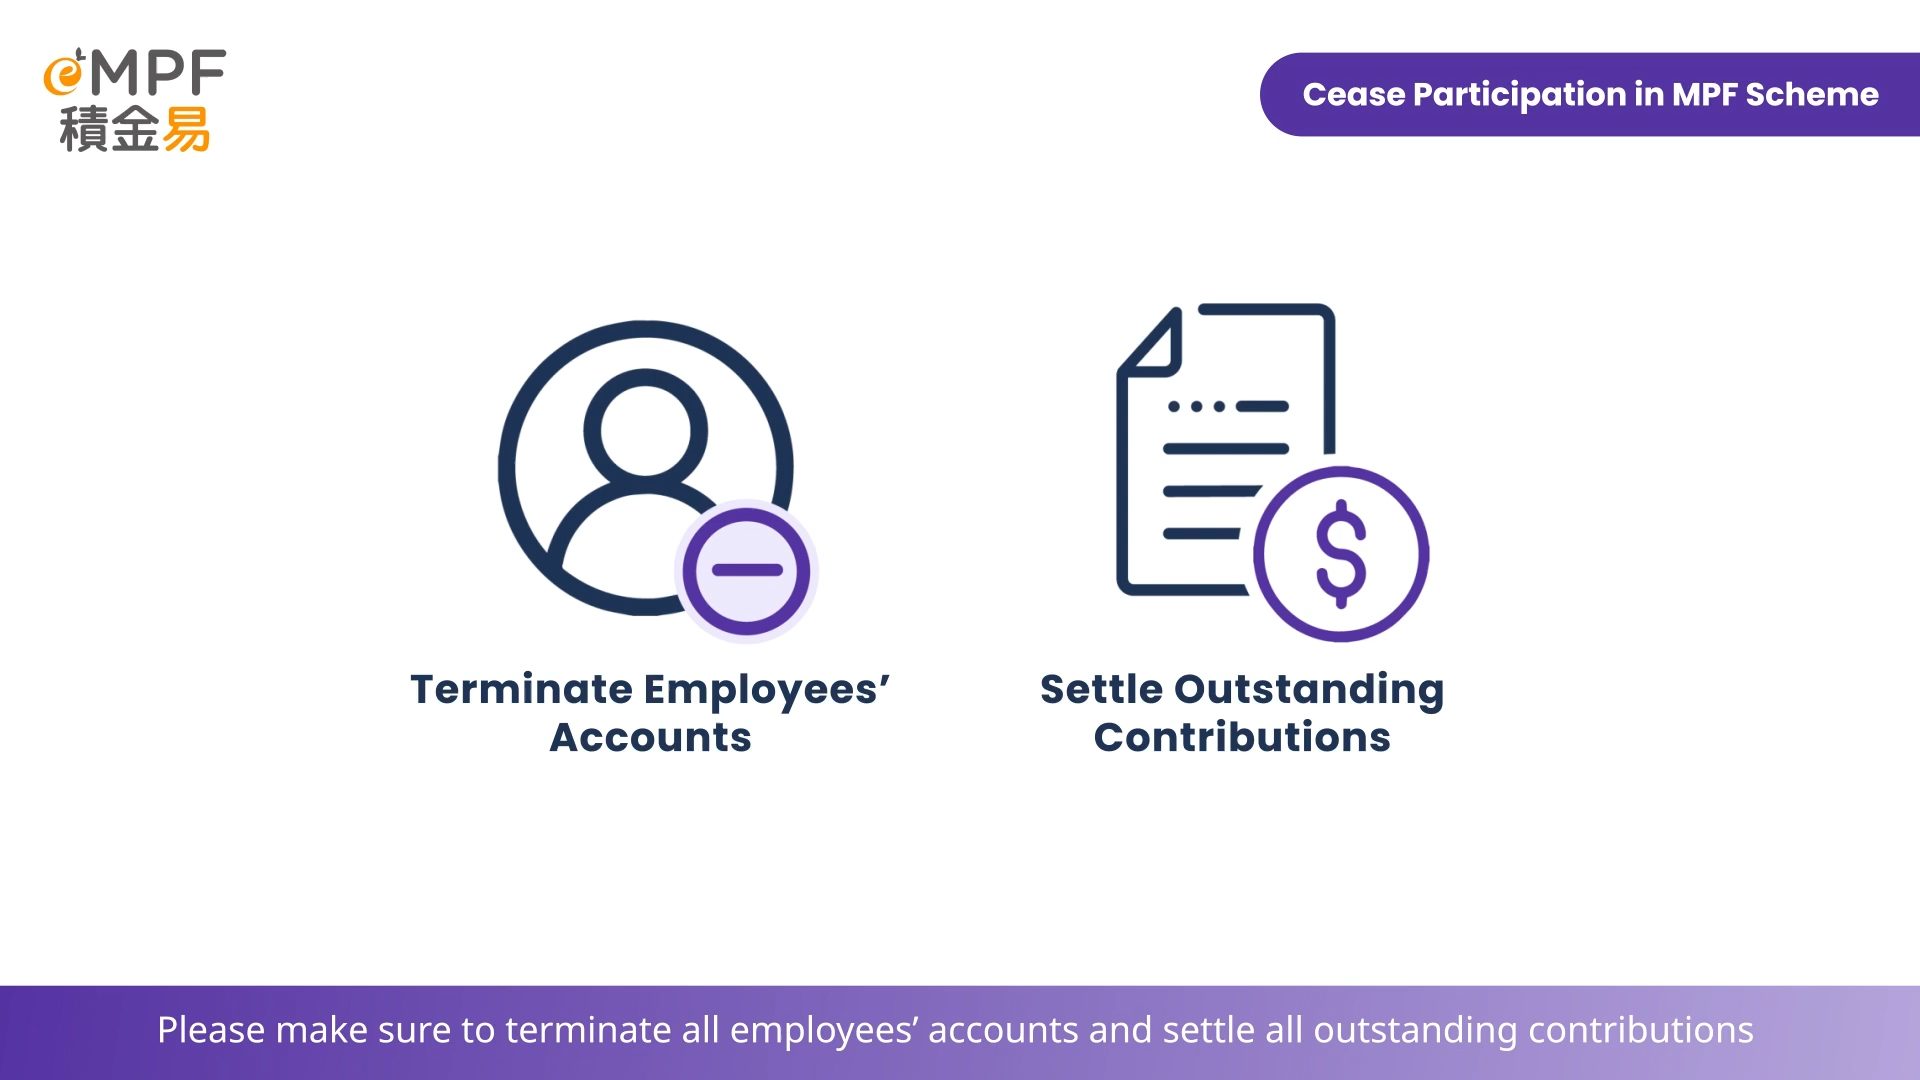 eMPF
積金易
Cease Participation in MPF Scheme
$
Terminate Employees’
Accounts
Settle Outstanding
Contributions
Please make sure to terminate all employees’ accounts and settle all outstanding contributions